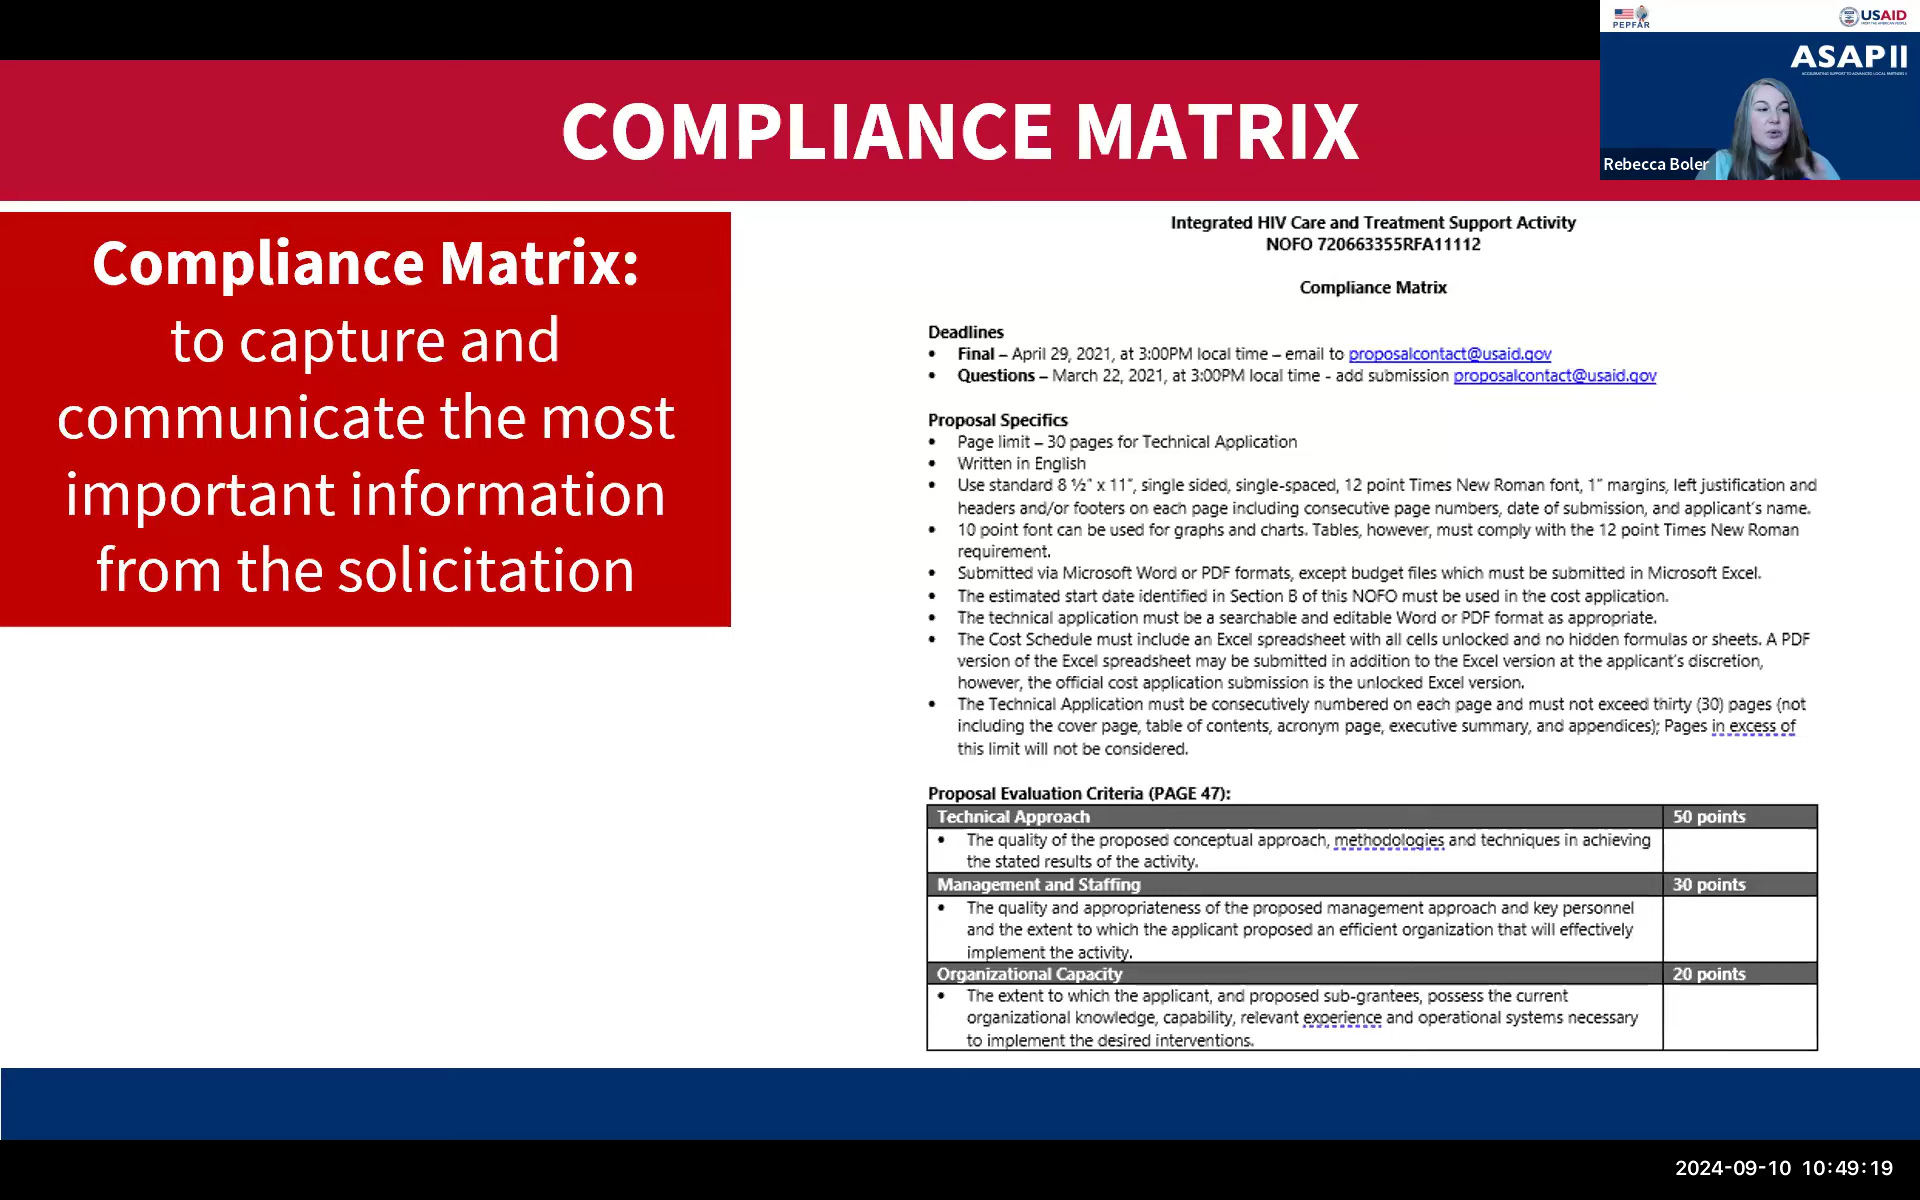 PEPFAR
USAID
FROM THE AMERICAN PEOPLE
ASAP II
ACCELERATING SUPPORT TO ADVANCED LOCAL PARTNERS II
Rebecca Boler
COMPLIANCE MATRIX
Compliance Matrix:
to capture and
communicate the most
important information
from the solicitation
Integrated HIV Care and Treatment Support Activity
NOFO 720663355RFA11112
Compliance Matrix
Deadlines
• Final – April 29, 2021, at 3:00PM local time – email to proposalcontact@usaid.gov
• Questions – March 22, 2021, at 3:00PM local time - add submission proposalcontact@usaid.gov
Proposal Specifics
• Page limit – 30 pages for Technical Application
• Written in English
• Use standard 8 ½" x 11", single sided, single-spaced, 12 point Times New Roman font, 1" margins, left justification and
headers and/or footers on each page including consecutive page numbers, date of submission, and applicant's name.
• 10 point font can be used for graphs and charts. Tables, however, must comply with the 12 point Times New Roman
requirement.
• Submitted via Microsoft Word or PDF formats, except budget files which must be submitted in Microsoft Excel.
• The estimated start date identified in Section B of this NOFO must be used in the cost application.
• The technical application must be a searchable and editable Word or PDF format as appropriate.
• The Cost Schedule must include an Excel spreadsheet with all cells unlocked and no hidden formulas or sheets. A PDF
version of the Excel spreadsheet may be submitted in addition to the Excel version at the applicant's discretion,
however, the official cost application submission is the unlocked Excel version.
• The Technical Application must be consecutively numbered on each page and must not exceed thirty (30) pages (not
including the cover page, table of contents, acronym page, executive summary, and appendices); Pages in excess of
this limit will not be considered.
Proposal Evaluation Criteria (PAGE 47):
Technical Approach 50 points
• The quality of the proposed conceptual approach, methodologies and techniques in achieving
the stated results of the activity.
Management and Staffing 30 points
• The quality and appropriateness of the proposed management approach and key personnel
and the extent to which the applicant proposed an efficient organization that will effectively
implement the activity.
Organizational Capacity 20 points
• The extent to which the applicant, and proposed sub-grantees, possess the current
organizational knowledge, capability, relevant experience and operational systems necessary
to implement the desired interventions.
2024-09-10 10:49:19